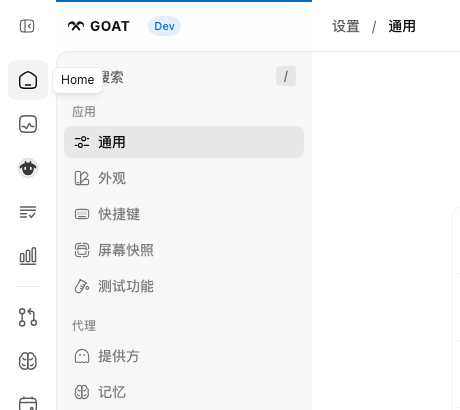 GOAT Dev
设置 / 通用
Home
搜索 /
应用
通用
外观
快捷键
屏幕快照
测试功能
代理
提供方
记忆